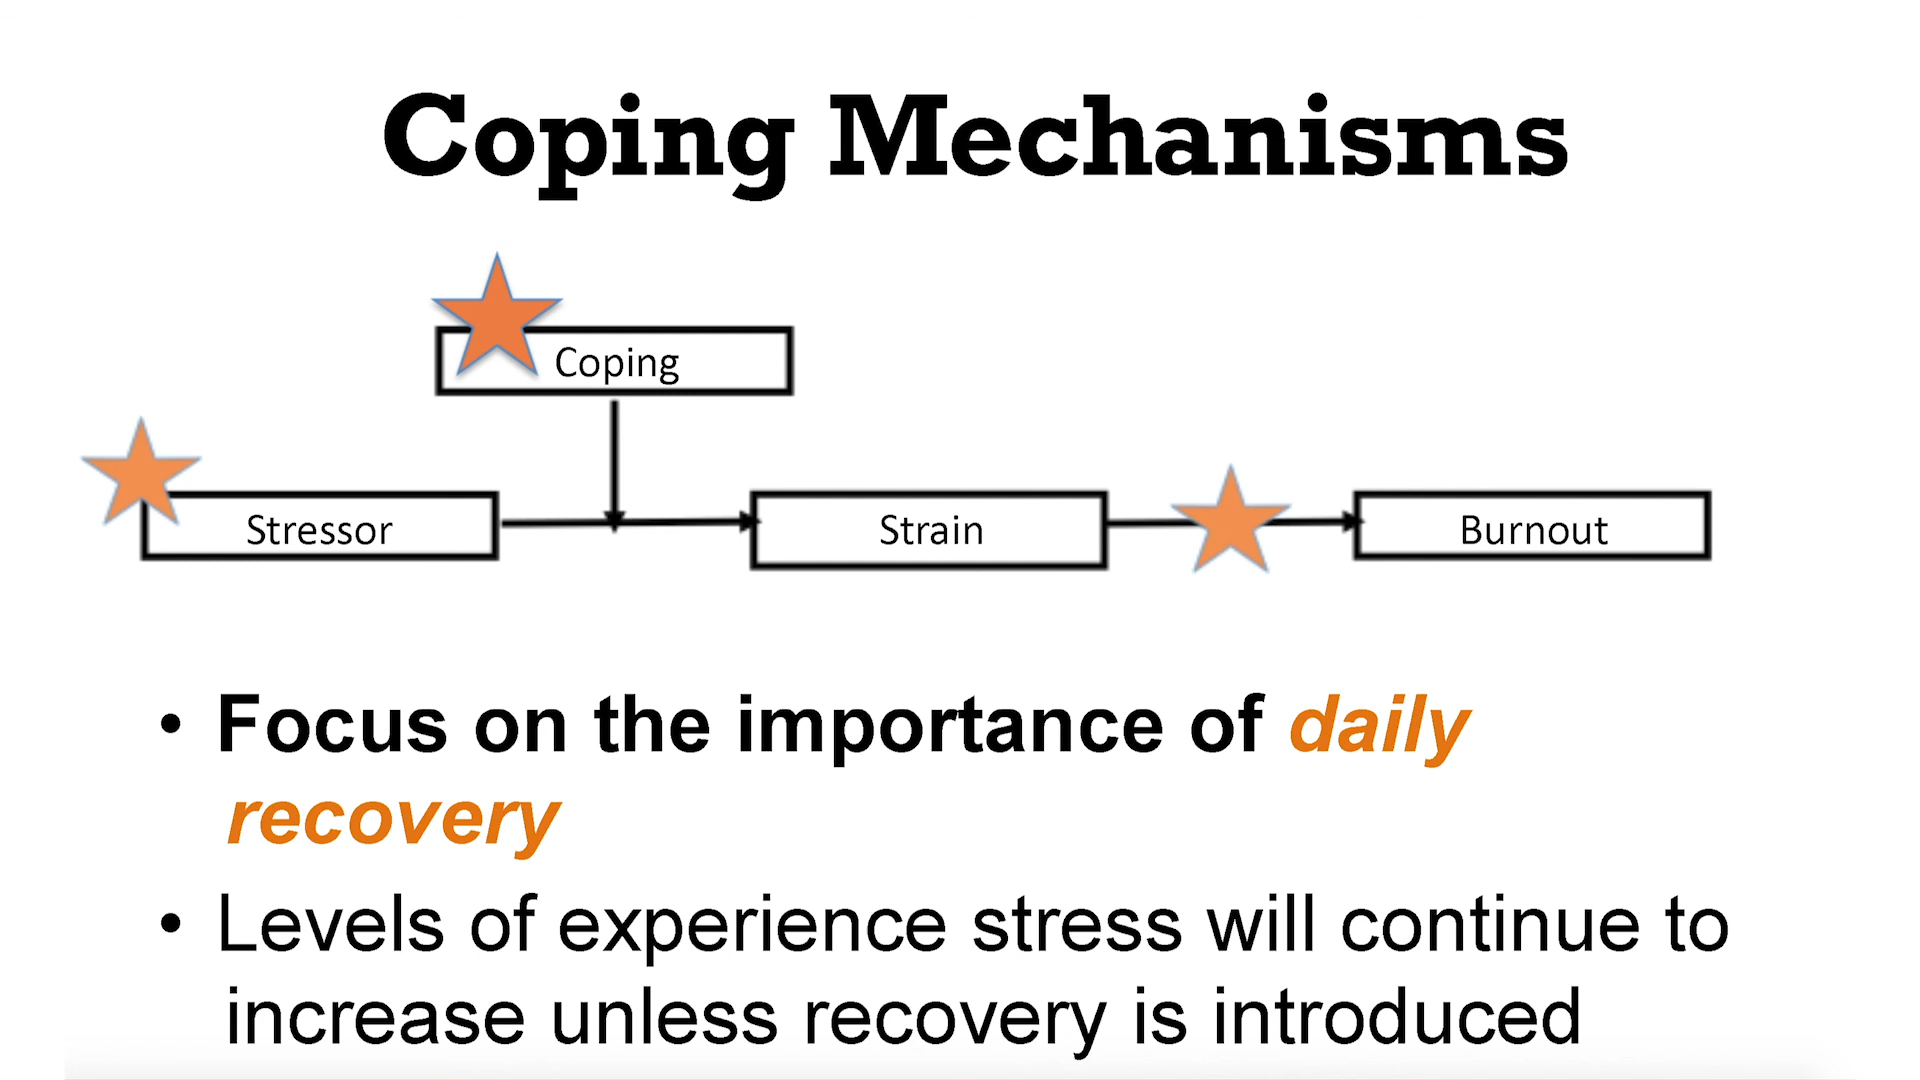 Coping Mechanisms
Coping
Stressor
Strain
Burnout
• Focus on the importance of daily
recovery
• Levels of experience stress will continue to
increase unless recovery is introduced